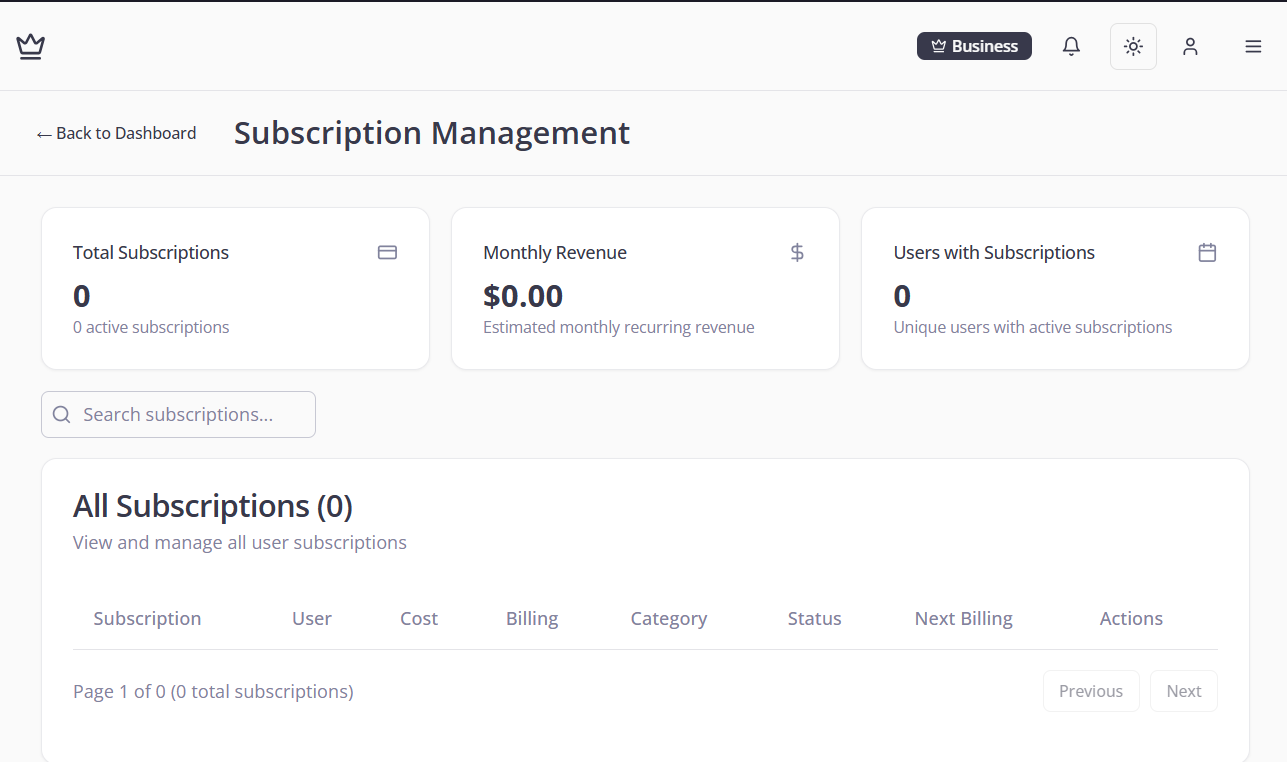 Business
← Back to Dashboard
Subscription Management
Total Subscriptions
0
0 active subscriptions
Monthly Revenue
$0.00
Estimated monthly recurring revenue
Users with Subscriptions
0
Unique users with active subscriptions
Search subscriptions...
All Subscriptions (0)
View and manage all user subscriptions
Subscription User Cost Billing Category Status Next Billing Actions
Page 1 of 0 (0 total subscriptions)
Previous Next